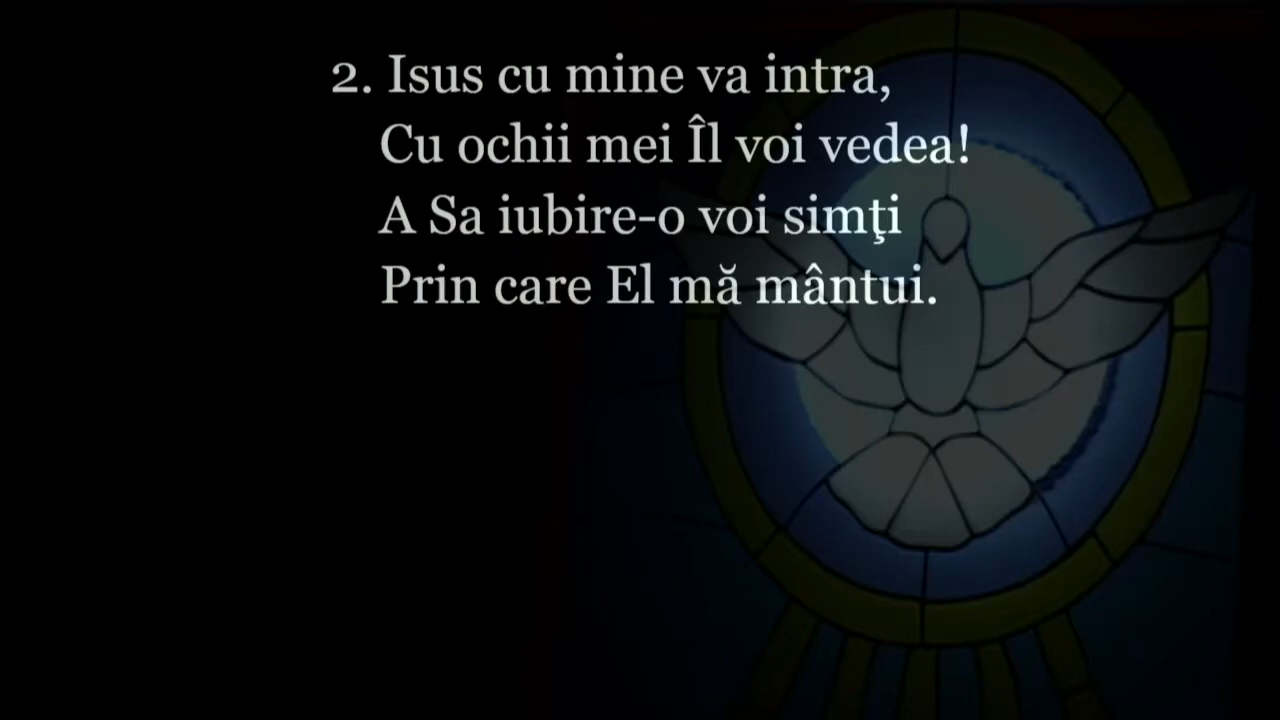 2. Isus cu mine va intra,
Cu ochii mei Îl voi vedea!
A Sa iubire-o voi simţi
Prin care El mă mântui.